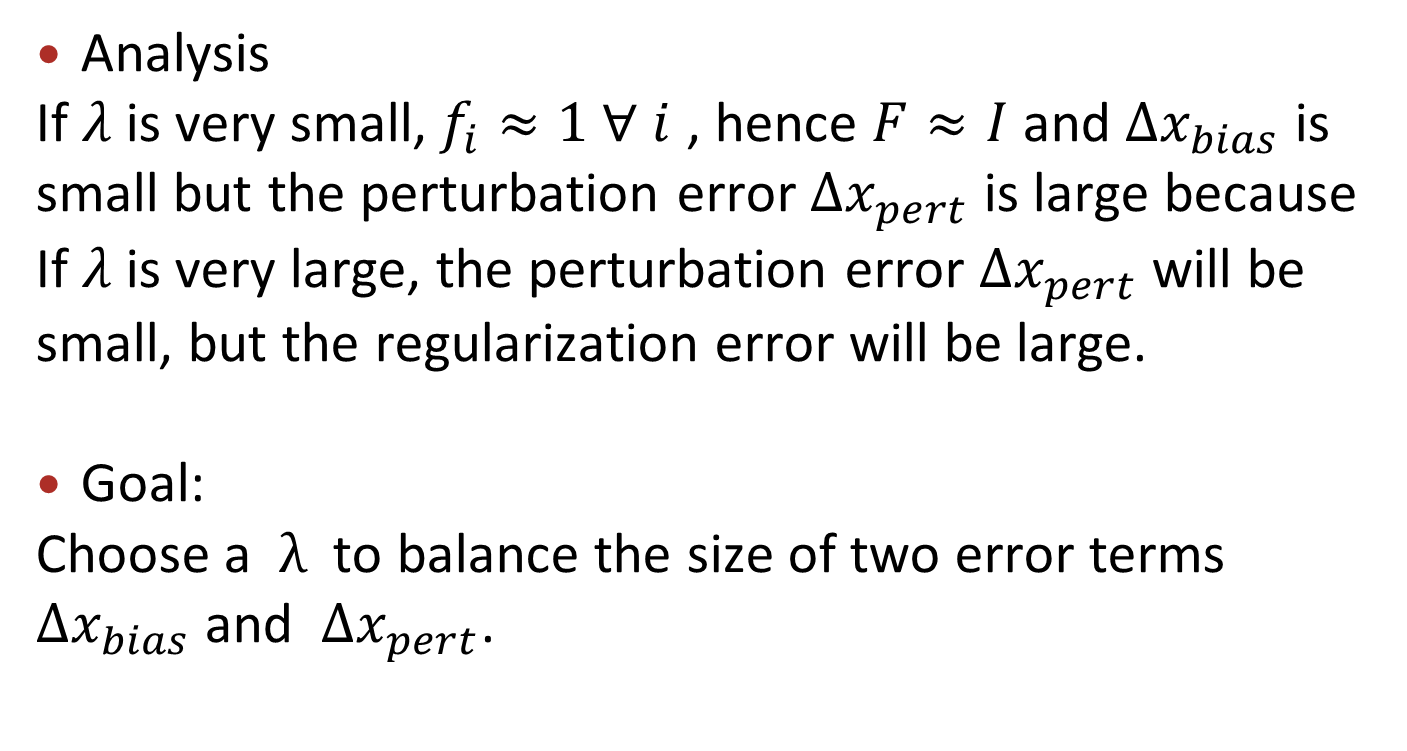 • Analysis
If λ is very small, fᵢ ≈ 1 ∀ i , hence F ≈ I and Δx_bias is
small but the perturbation error Δx_pert is large because
If λ is very large, the perturbation error Δx_pert will be
small, but the regularization error will be large.
• Goal:
Choose a λ to balance the size of two error terms
Δx_bias and Δx_pert.